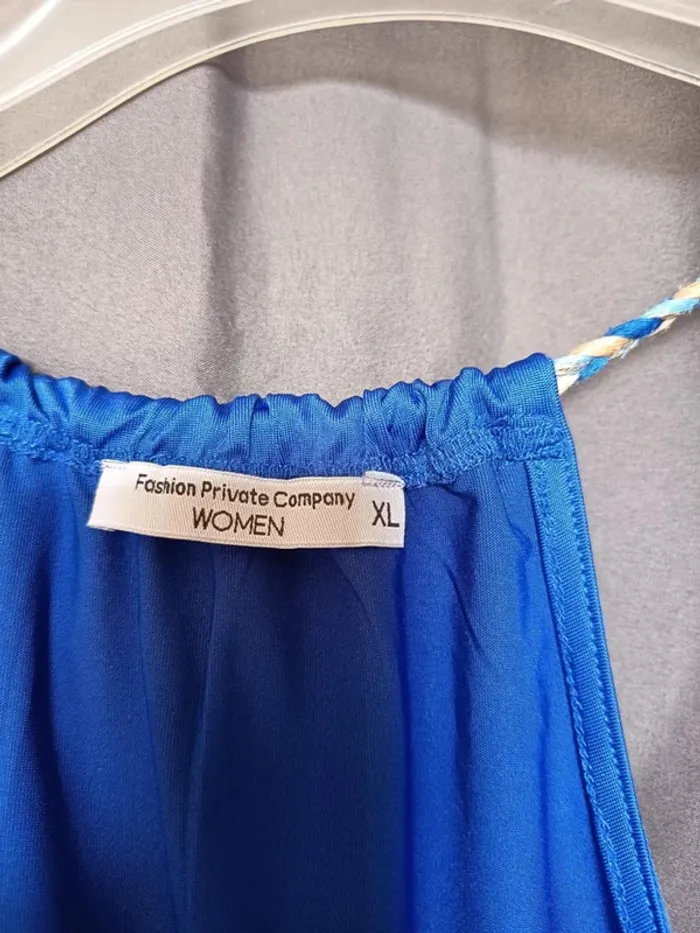 Fashion Private Company
WOMEN XL